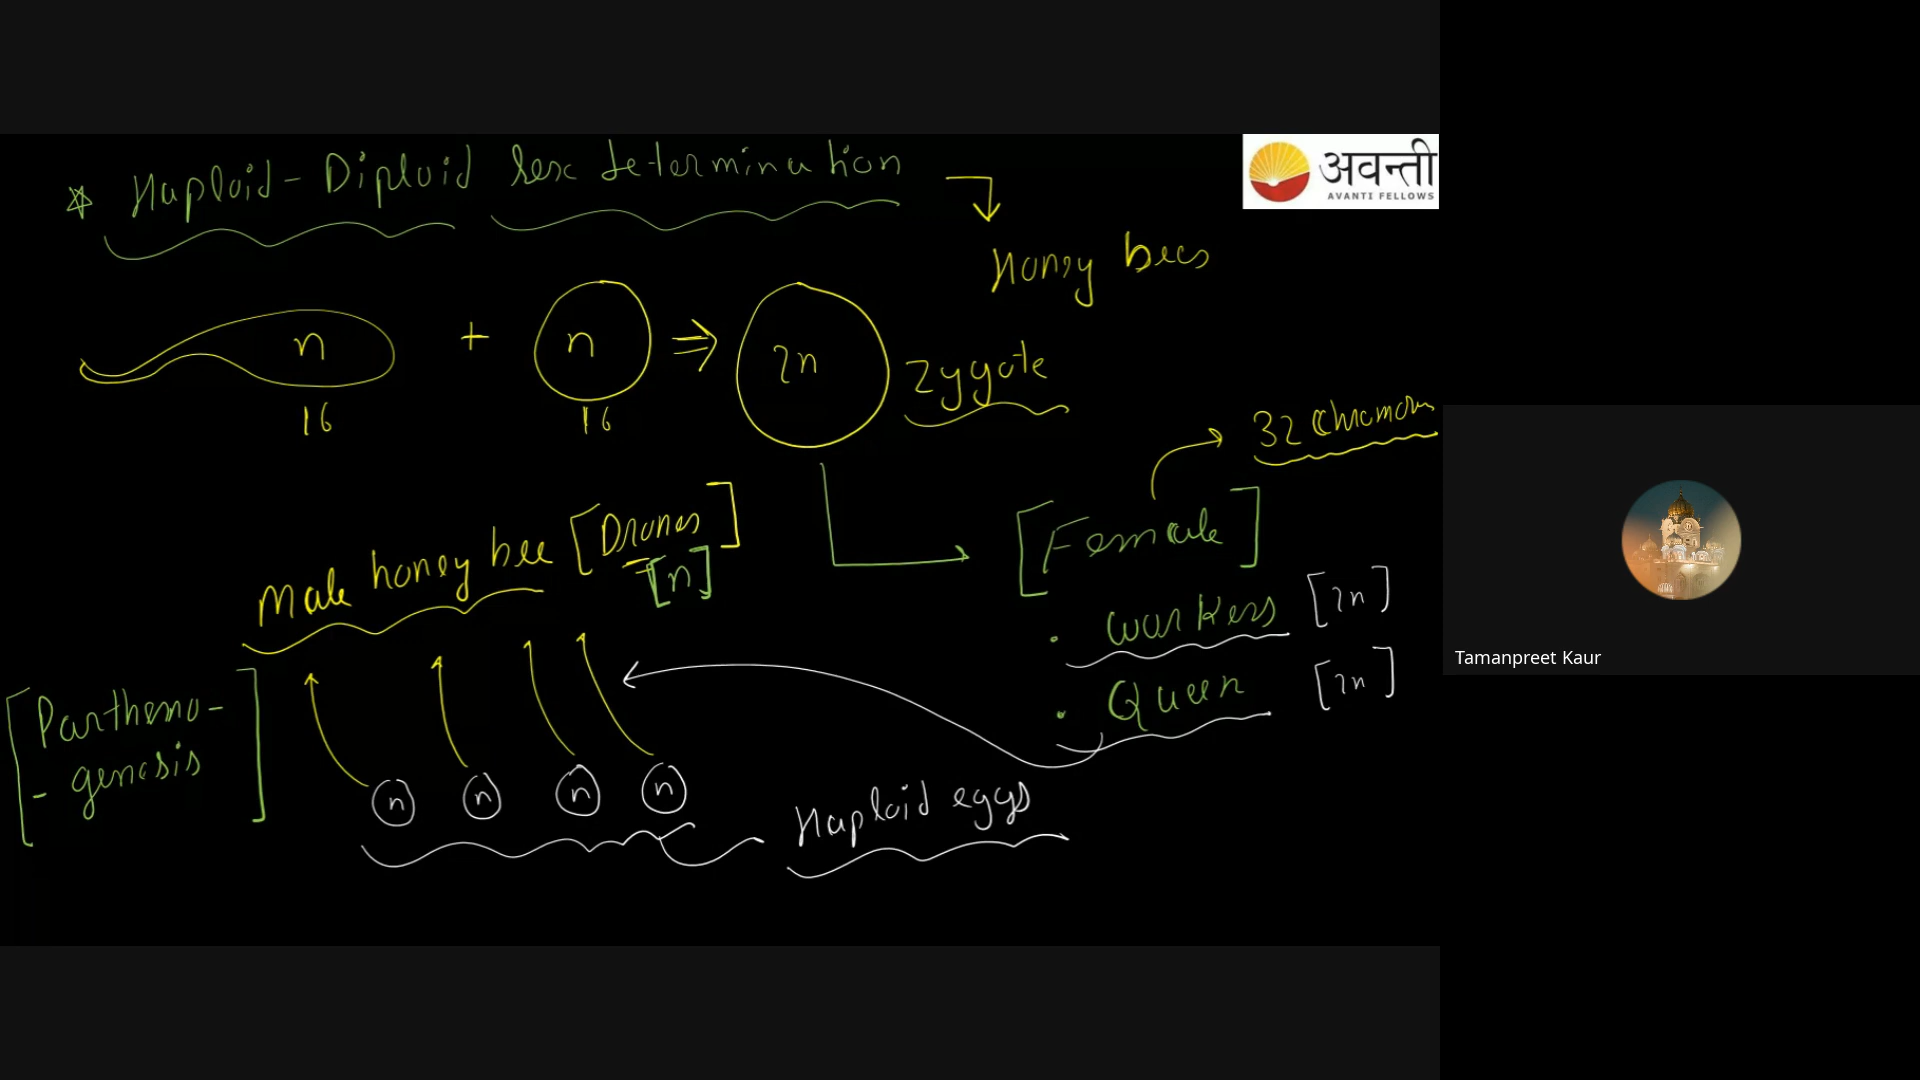 * Haploid-Diploid Sex determination
Honey bees
n + n ⇒ 2n Zygote
16 16
32 Chromosom
Male honey bee [Drones]
[n]
[Female]
• Workers [2n]
• Queen [2n]
[Partheno-
- genesis]
n n n n
Haploid eggs
अवन्ती
AVANTI FELLOWS
Tamanpreet Kaur